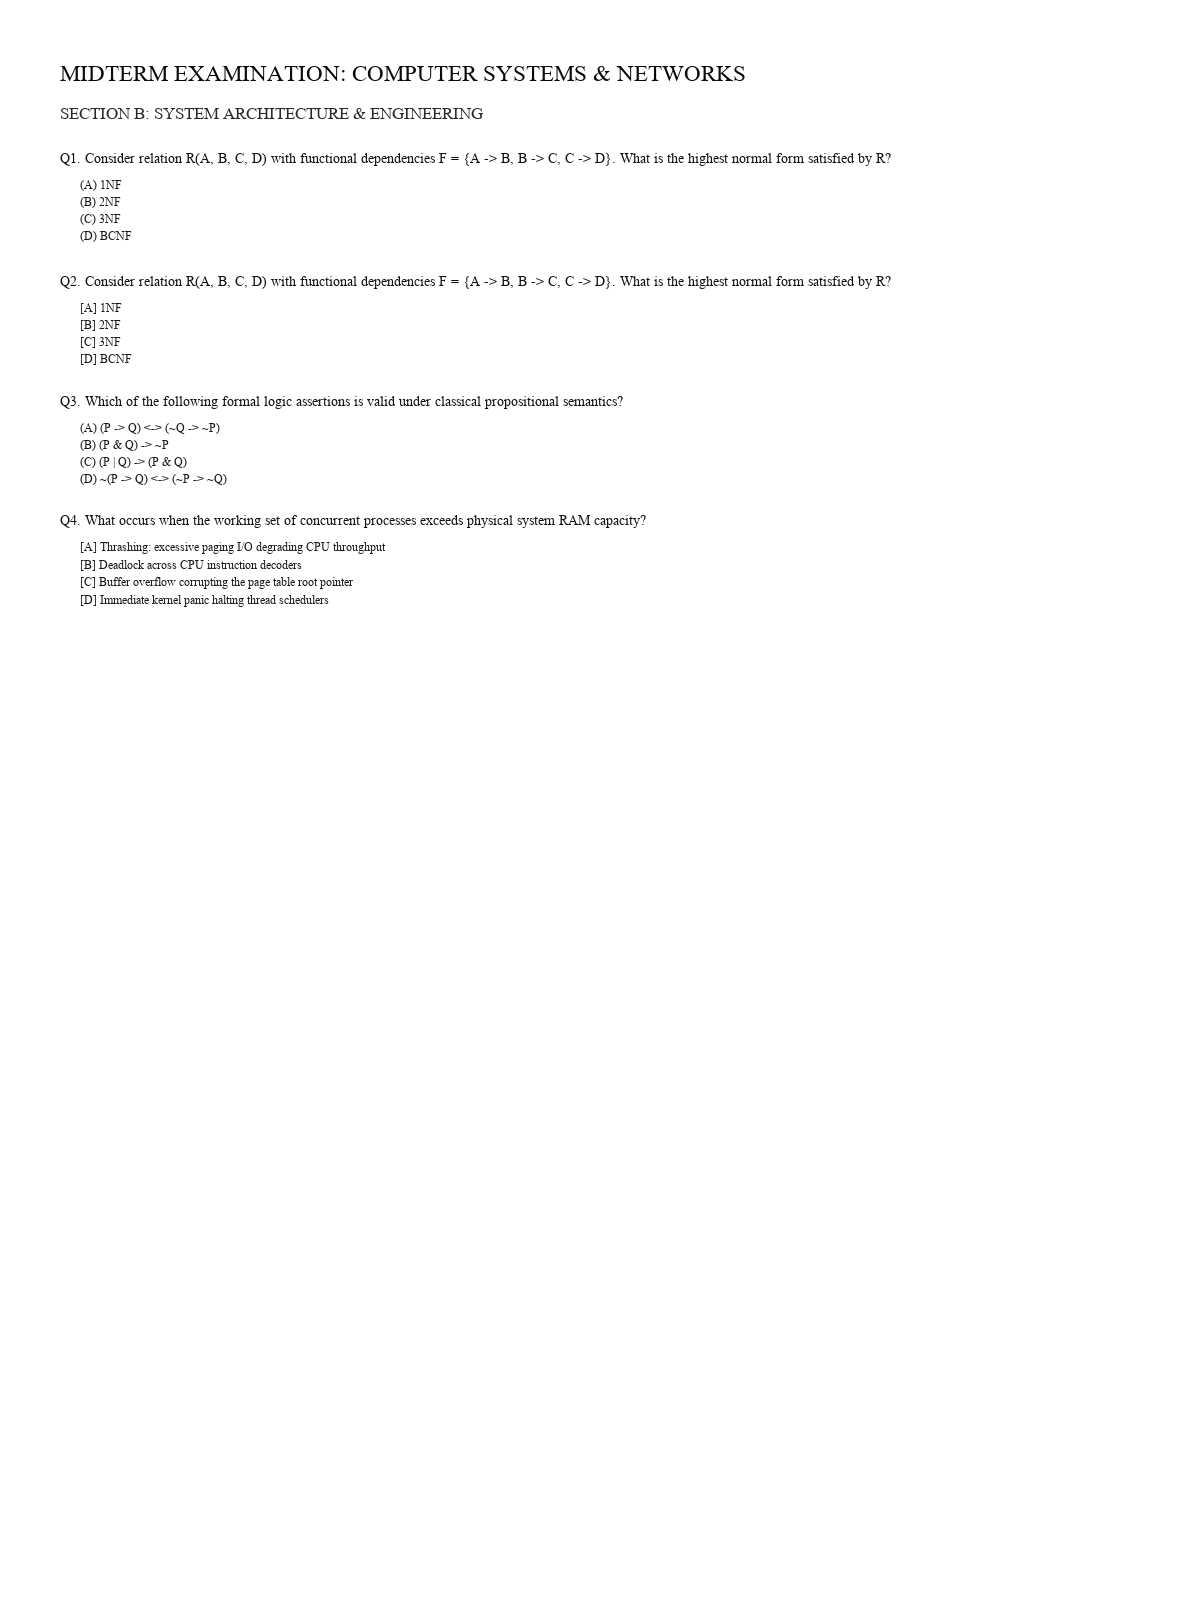 MIDTERM EXAMINATION: COMPUTER SYSTEMS & NETWORKS
SECTION B: SYSTEM ARCHITECTURE & ENGINEERING
Q1. Consider relation R(A, B, C, D) with functional dependencies F = {A -> B, B -> C, C -> D}. What is the highest normal form satisfied by R?
(A) 1NF
(B) 2NF
(C) 3NF
(D) BCNF
Q2. Consider relation R(A, B, C, D) with functional dependencies F = {A -> B, B -> C, C -> D}. What is the highest normal form satisfied by R?
[A] 1NF
[B] 2NF
[C] 3NF
[D] BCNF
Q3. Which of the following formal logic assertions is valid under classical propositional semantics?
(A) (P -> Q) <-> (~Q -> ~P)
(B) (P & Q) -> ~P
(C) (P | Q) -> (P & Q)
(D) ~(P -> Q) <-> (~P -> ~Q)
Q4. What occurs when the working set of concurrent processes exceeds physical system RAM capacity?
[A] Thrashing: excessive paging I/O degrading CPU throughput
[B] Deadlock across CPU instruction decoders
[C] Buffer overflow corrupting the page table root pointer
[D] Immediate kernel panic halting thread schedulers